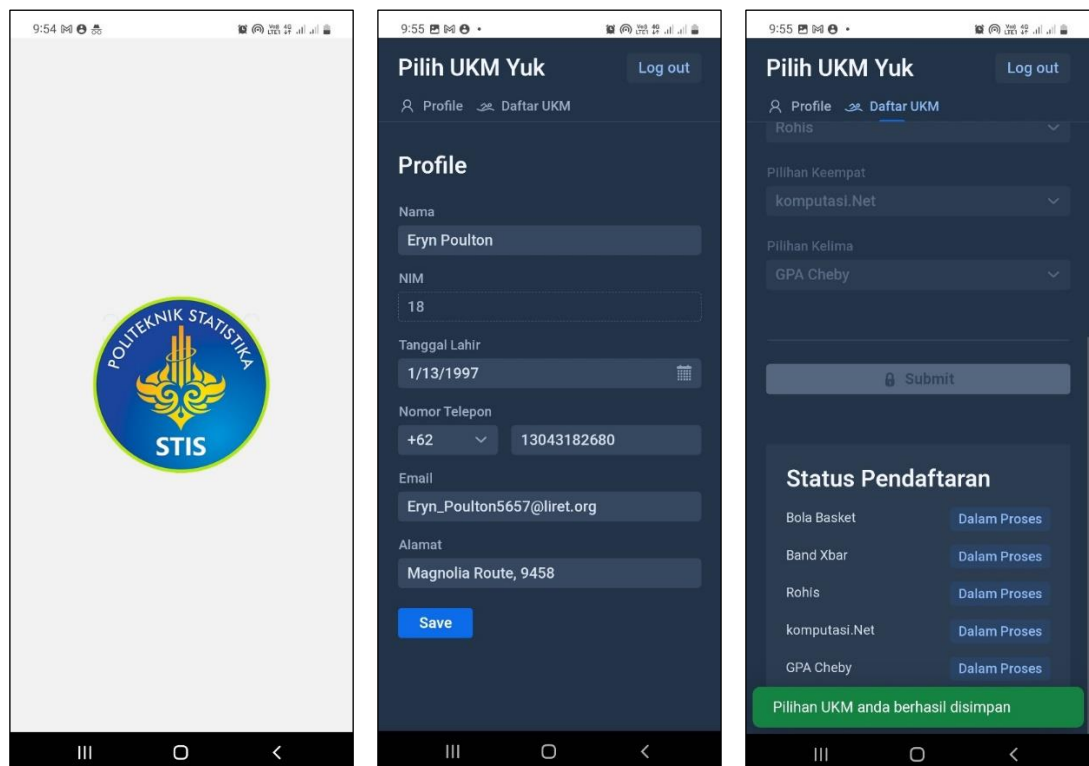 9:54
POLITEKNIK STATISTIKA
STIS
9:55
Pilih UKM Yuk
Log out
Profile
Daftar UKM
Profile
Nama
Eryn Poulton
NIM
18
Tanggal Lahir
1/13/1997
Nomor Telepon
+62
13043182680
Email
Eryn_Poulton5657@liret.org
Alamat
Magnolia Route, 9458
Save
9:55
Pilih UKM Yuk
Log out
Profile
Daftar UKM
Rohis
Pilihan Keempat
komputasi.Net
Pilihan Kelima
GPA Cheby
Submit
Status Pendaftaran
Bola Basket Dalam Proses
Band Xbar Dalam Proses
Rohis Dalam Proses
komputasi.Net Dalam Proses
GPA Cheby Dalam Proses
Pilihan UKM anda berhasil disimpan